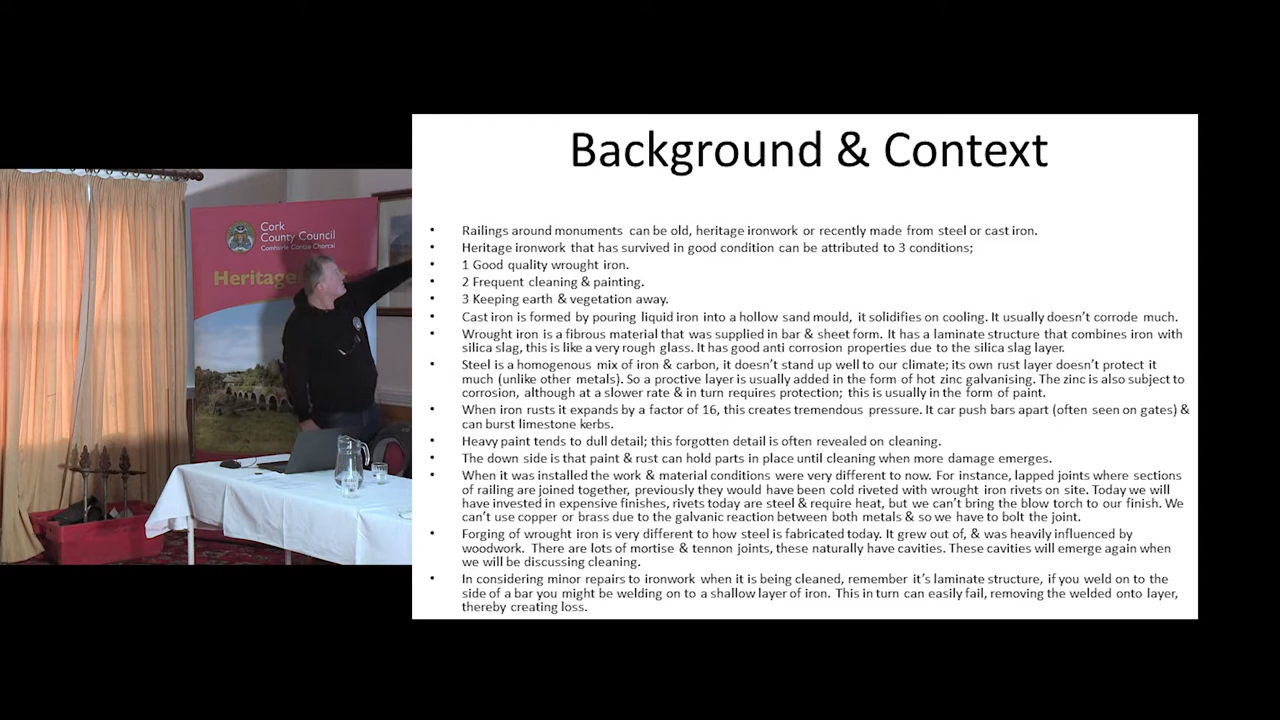 Cork
County Council
Comhairle Contae Chorcaí
Heritage
Background & Context
• Railings around monuments can be old, heritage ironwork or recently made from steel or cast iron.
• Heritage ironwork that has survived in good condition can be attributed to 3 conditions;
• 1 Good quality wrought iron.
• 2 Frequent cleaning & painting.
• 3 Keeping earth & vegetation away.
• Cast iron is formed by pouring liquid iron into a hollow sand mould, it solidifies on cooling. It usually doesn't corrode much.
• Wrought iron is a fibrous material that was supplied in bar & sheet form. It has a laminate structure that combines iron with
silica slag, this is like a very rough glass. It has good anti corrosion properties due to the silica slag layer.
• Steel is a homogenous mix of iron & carbon, it doesn't stand up well to our climate; its own rust layer doesn't protect it
much (unlike other metals). So a proctive layer is usually added in the form of hot zinc galvanising. The zinc is also subject to
corrosion, although at a slower rate & in turn requires protection; this is usually in the form of paint.
• When iron rusts it expands by a factor of 16, this creates tremendous pressure. It car push bars apart (often seen on gates) &
can burst limestone kerbs.
• Heavy paint tends to dull detail; this forgotten detail is often revealed on cleaning.
• The down side is that paint & rust can hold parts in place until cleaning when more damage emerges.
• When it was installed the work & material conditions were very different to now. For instance, lapped joints where sections
of railing are joined together, previously they would have been cold riveted with wrought iron rivets on site. Today we will
have invested in expensive finishes, rivets today are steel & require heat, but we can't bring the blow torch to our finish. We
can't use copper or brass due to the galvanic reaction between both metals & so we have to bolt the joint.
• Forging of wrought iron is very different to how steel is fabricated today. It grew out of, & was heavily influenced by
woodwork. There are lots of mortise & tennon joints, these naturally have cavities. These cavities will emerge again when
we will be discussing cleaning.
• In considering minor repairs to ironwork when it is being cleaned, remember it's laminate structure, if you weld on to the
side of a bar you might be welding on to a shallow layer of iron. This in turn can easily fail, removing the welded onto layer,
thereby creating loss.